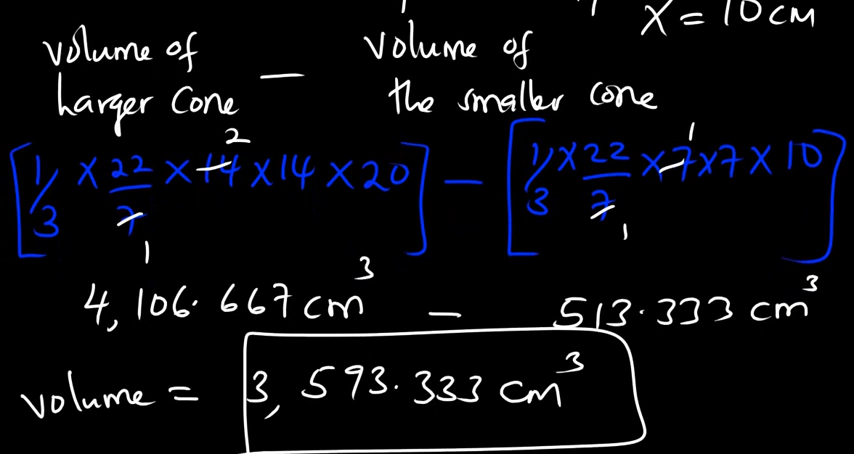 X = 10 cm
volume of larger cone — volume of the smaller cone
[1/3 × 22/7 × 14 × 14 × 20] — [1/3 × 22/7 × 7 × 7 × 10]
2 1 1 1
4,106.667 cm³ — 513.333 cm³
volume = 3,593.333 cm³